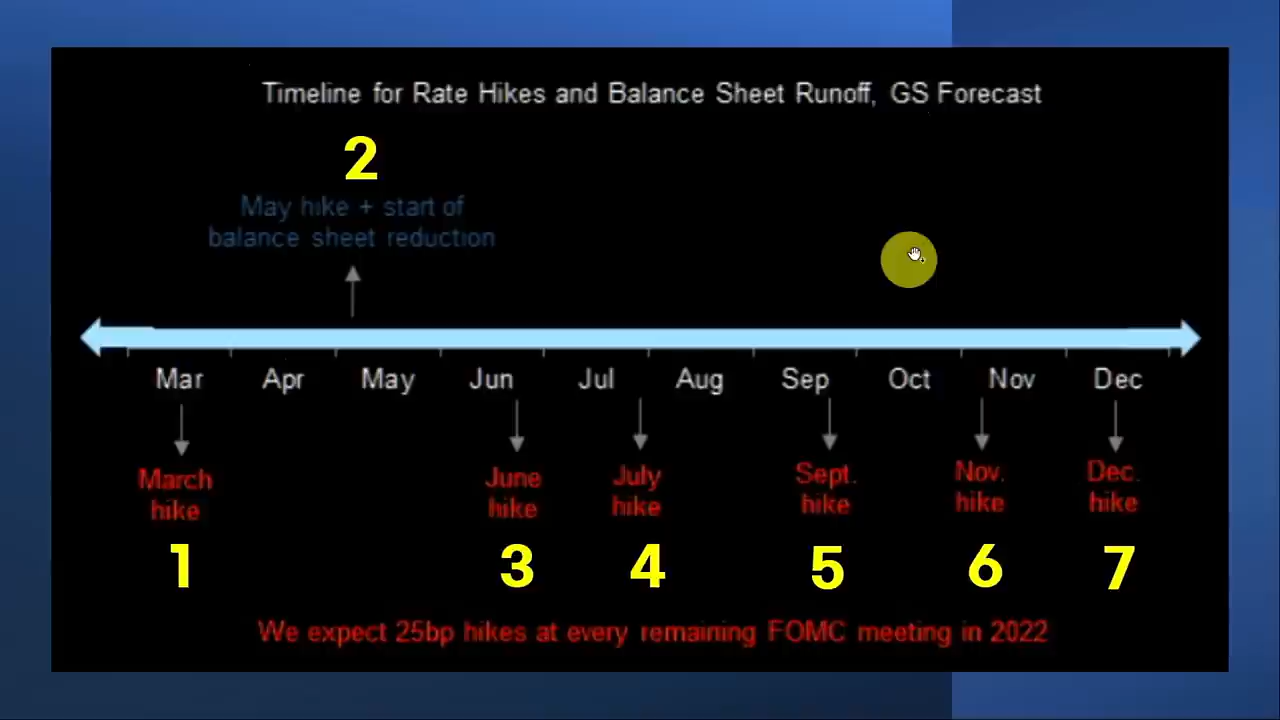 Timeline for Rate Hikes and Balance Sheet Runoff, GS Forecast
2
May hike + start of
balance sheet reduction
Mar Apr May Jun Jul Aug Sep Oct Nov Dec
March
hike
June
hike
July
hike
Sept.
hike
Nov.
hike
Dec.
hike
1 3 4 5 6 7
We expect 25bp hikes at every remaining FOMC meeting in 2022